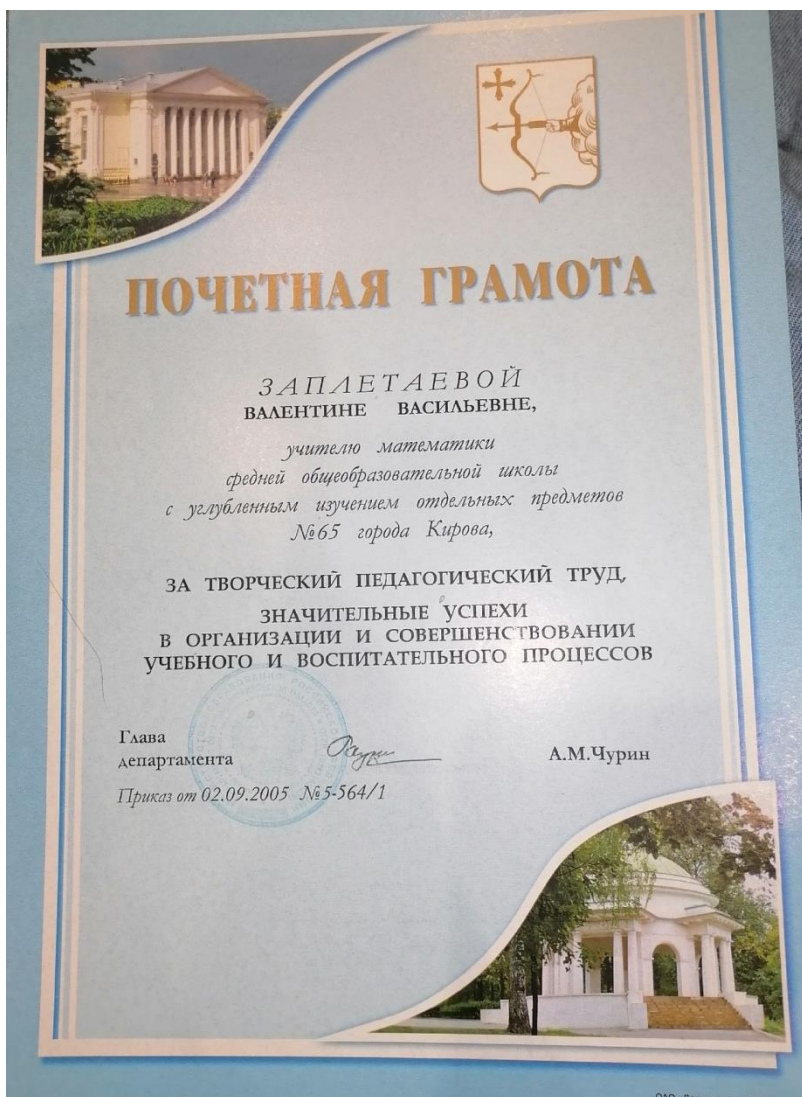 ПОЧЕТНАЯ ГРАМОТА
ЗАПЛЕТАЕВОЙ
ВАЛЕНТИНЕ ВАСИЛЬЕВНЕ,
учителю математики
средней общеобразовательной школы
с углубленным изучением отдельных предметов
№65 города Кирова,
ЗА ТВОРЧЕСКИЙ ПЕДАГОГИЧЕСКИЙ ТРУД,
ЗНАЧИТЕЛЬНЫЕ УСПЕХИ
В ОРГАНИЗАЦИИ И СОВЕРШЕНСТВОВАНИИ
УЧЕБНОГО И ВОСПИТАТЕЛЬНОГО ПРОЦЕССОВ
Глава
департамента
А.М.Чурин
Приказ от 02.09.2005 №5-564/1